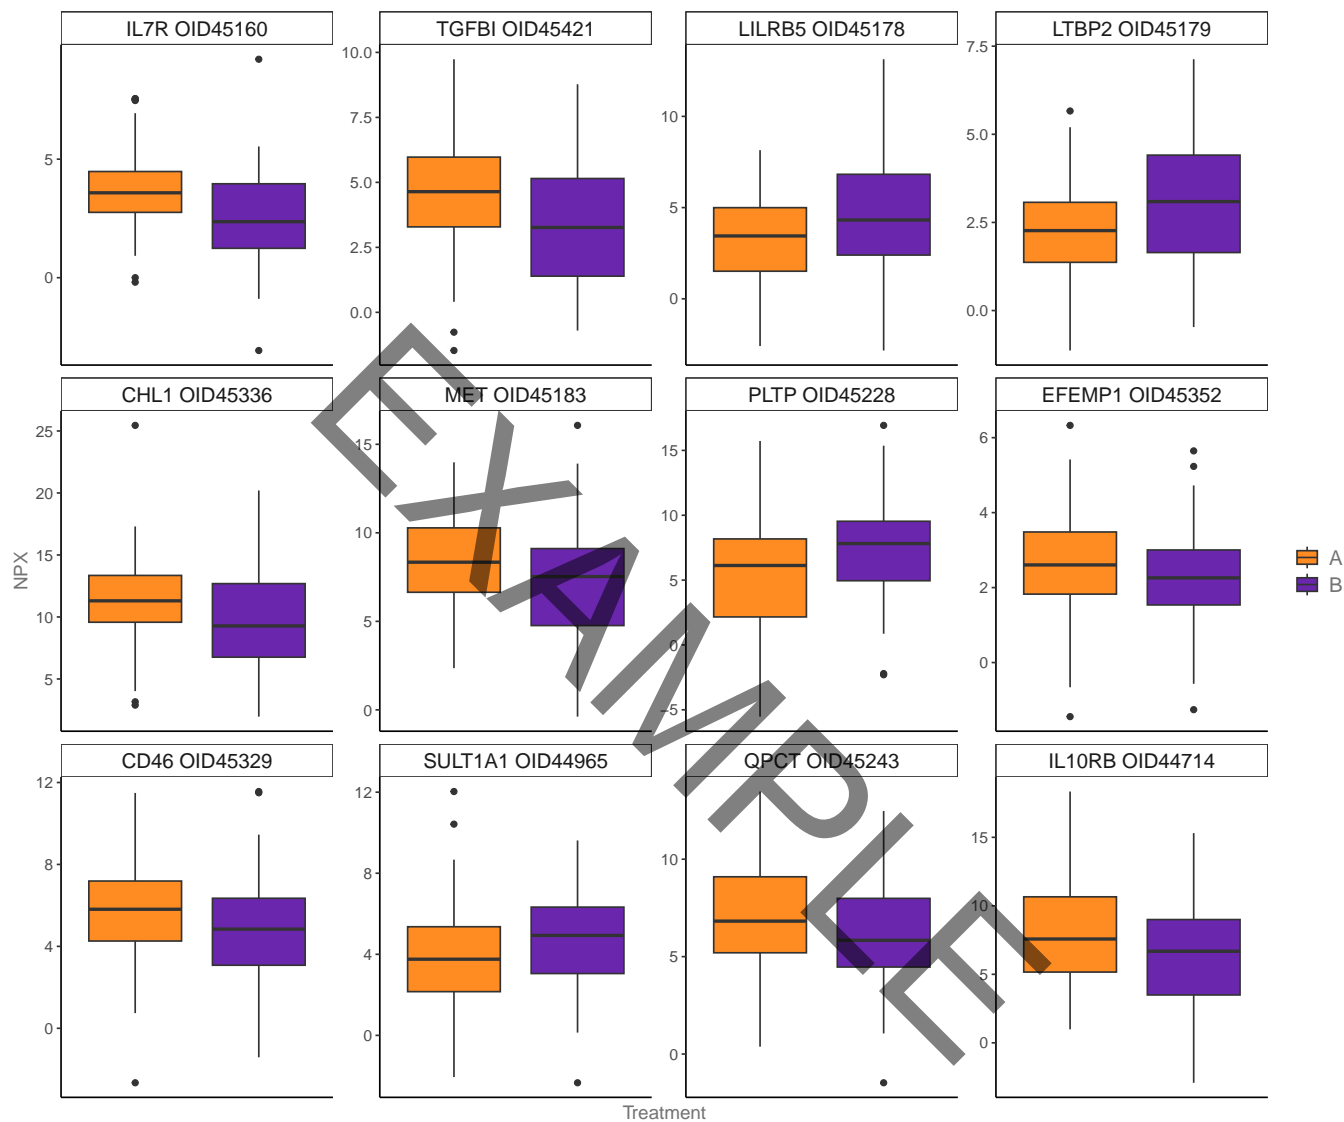 IL7R OID45160
TGFBI OID45421
LILRB5 OID45178
LTBP2 OID45179
5
0
10.0
7.5
5.0
2.5
0.0
10
5
0
7.5
5.0
2.5
0.0
CHL1 OID45336
MET OID45183
PLTP OID45228
EFEMP1 OID45352
25
20
15
10
5
15
10
5
0
15
10
5
0
−5
6
4
2
0
CD46 OID45329
SULT1A1 OID44965
QPCT OID45243
IL10RB OID44714
12
8
4
0
12
8
4
0
10
5
0
15
10
5
0
NPX
Treatment
A
B
EXAMPLE